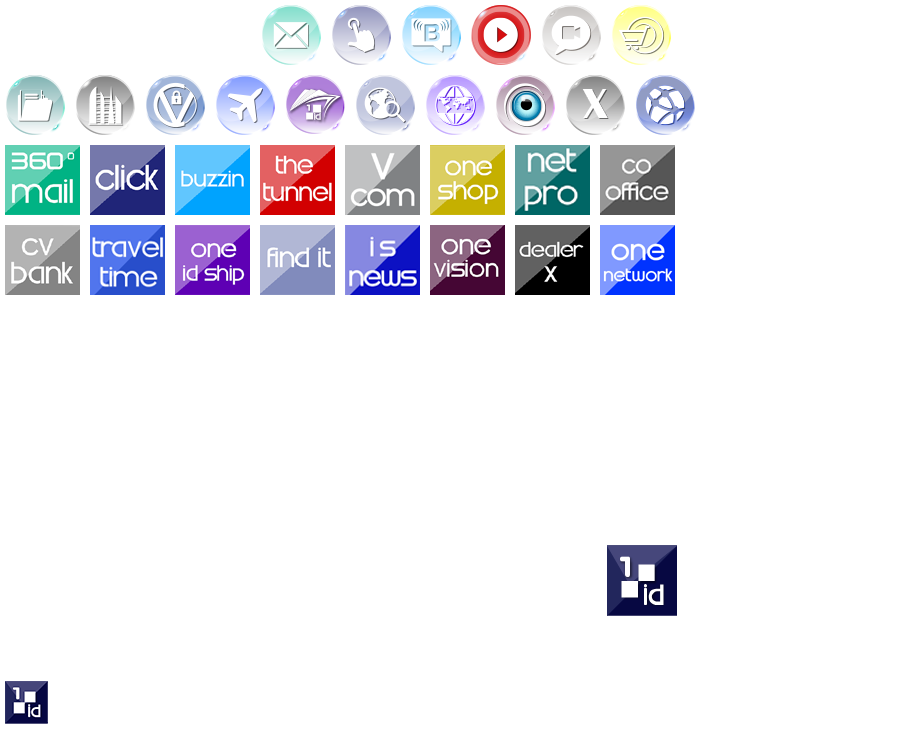 B
V
X
360°
mail
click
buzzin
the
tunnel
V
com
one
shop
net
pro
co
office
cv
bank
travel
time
one
id ship
find it
is
news
one
vision
dealer
X
one
network
1
id
1
id